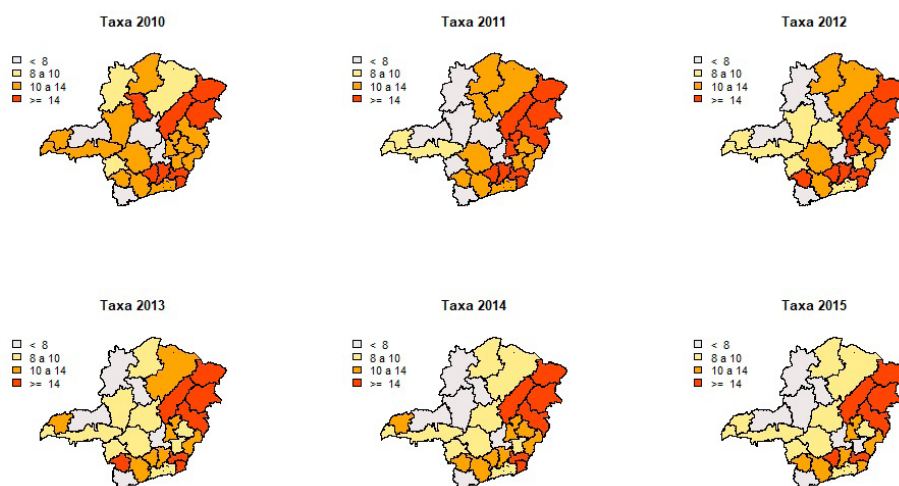 Taxa 2010
< 8
8 a 10
10 a 14
>= 14
Taxa 2011
< 8
8 a 10
10 a 14
>= 14
Taxa 2012
< 8
8 a 10
10 a 14
>= 14
Taxa 2013
< 8
8 a 10
10 a 14
>= 14
Taxa 2014
< 8
8 a 10
10 a 14
>= 14
Taxa 2015
< 8
8 a 10
10 a 14
>= 14